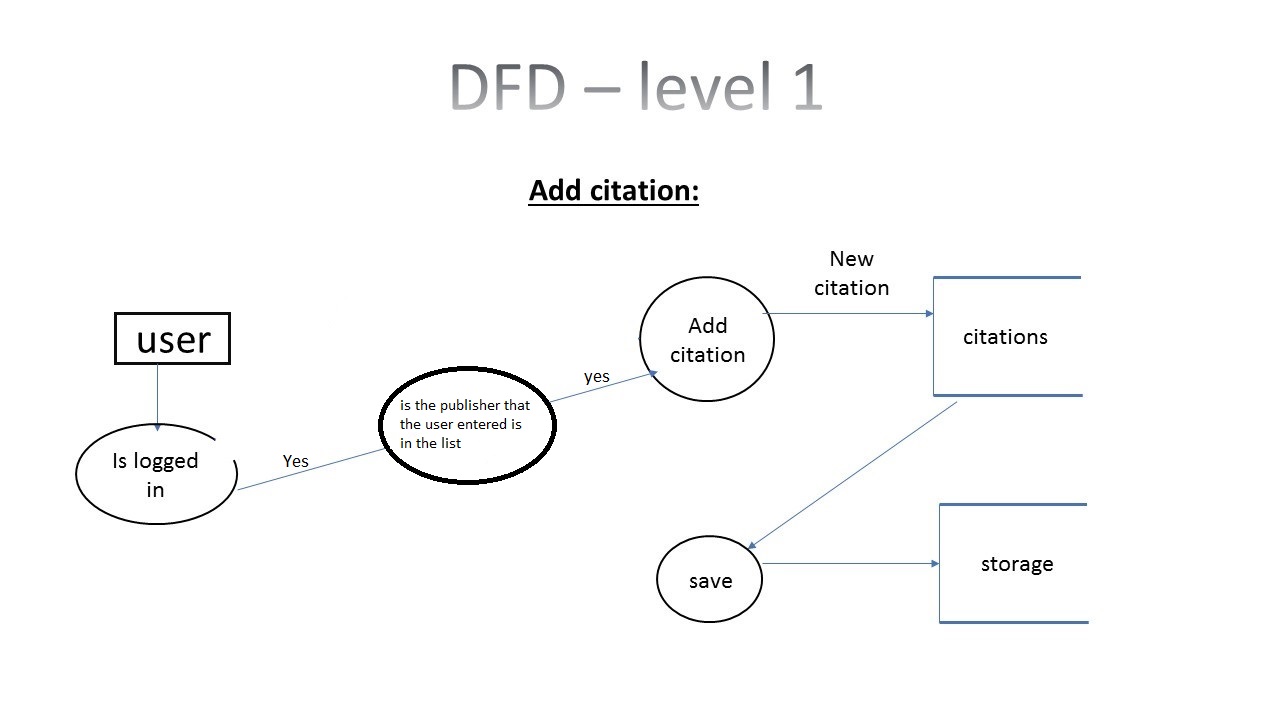 DFD – level 1
Add citation:
user
Is logged
in
Yes
is the publisher that
the user entered is
in the list
yes
Add
citation
New
citation
citations
save
storage